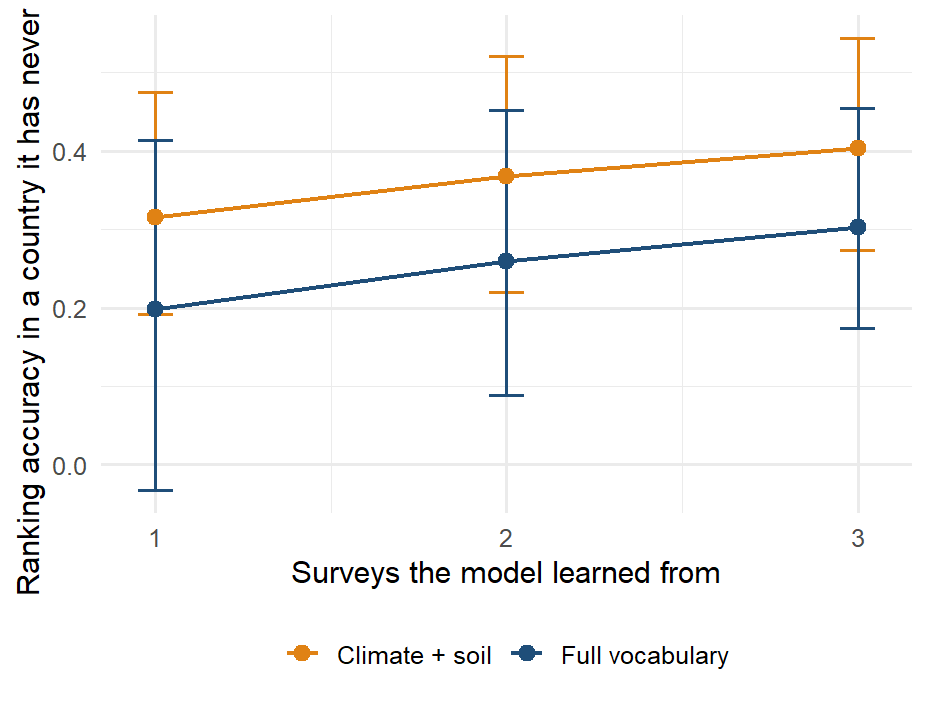 Ranking accuracy in a country it has never
0.4
0.2
0.0
1 2 3
Surveys the model learned from
Climate + soil Full vocabulary